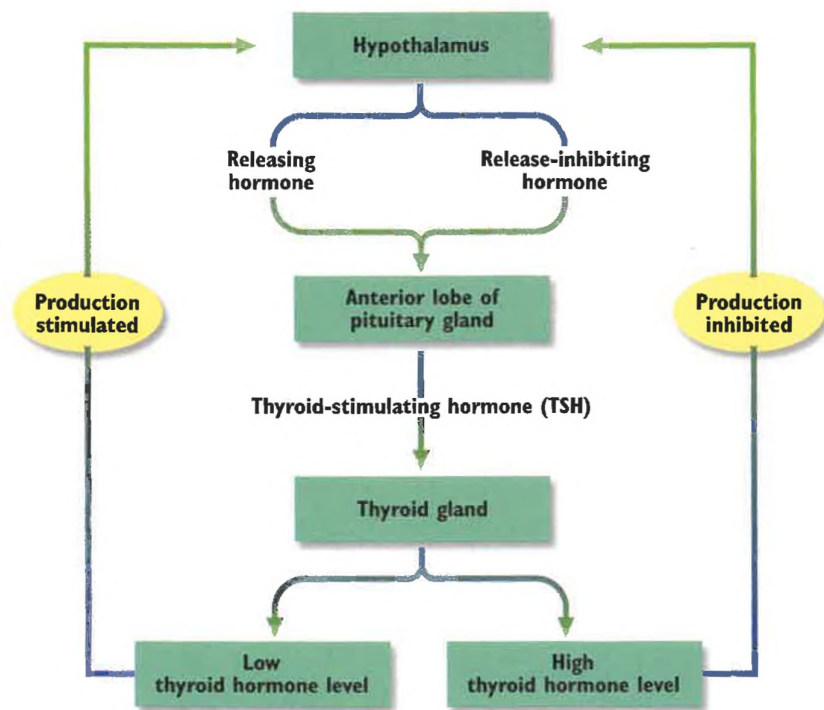 Hypothalamus
Releasing
hormone
Release-inhibiting
hormone
Production
stimulated
Anterior lobe of
pituitary gland
Production
inhibited
Thyroid-stimulating hormone (TSH)
Thyroid gland
Low
thyroid hormone level
High
thyroid hormone level